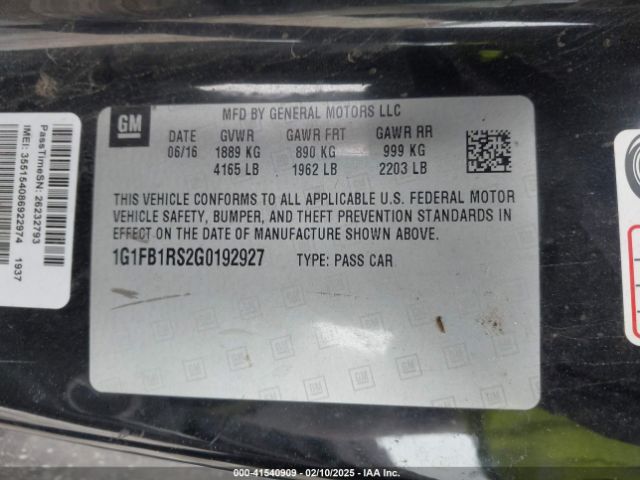 GM
MFD BY GENERAL MOTORS LLC
DATE GVWR GAWR FRT GAWR RR
06/16 1889 KG 890 KG 999 KG
4165 LB 1962 LB 2203 LB
THIS VEHICLE CONFORMS TO ALL APPLICABLE U.S. FEDERAL MOTOR
VEHICLE SAFETY, BUMPER, AND THEFT PREVENTION STANDARDS IN
EFFECT ON THE DATE OF MANUFACTURE SHOWN ABOVE.
1G1FB1RS2G0192927 TYPE: PASS CAR
PassTimeSN: 26232793
IMEI: 355154086922974 1937
000-41540909 - 02/10/2025 - IAA Inc.